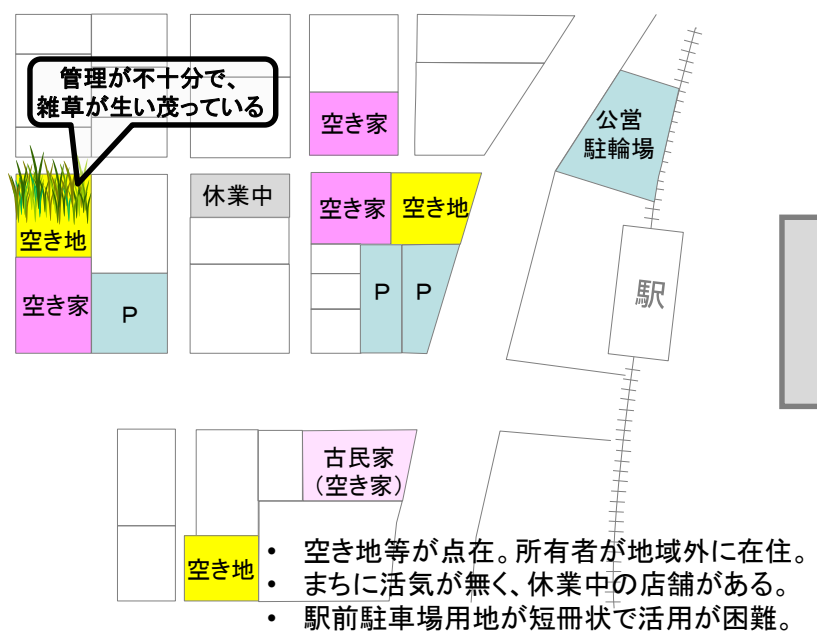 管理が不十分で、
雑草が生い茂っている
空き家
公営
駐輪場
休業中
空き家
空き地
空き地
空き家
P
P
P
駅
古民家
（空き家）
空き地
• 空き地等が点在。所有者が地域外に在住。
• まちに活気が無く、休業中の店舗がある。
• 駅前駐車場用地が短冊状で活用が困難。